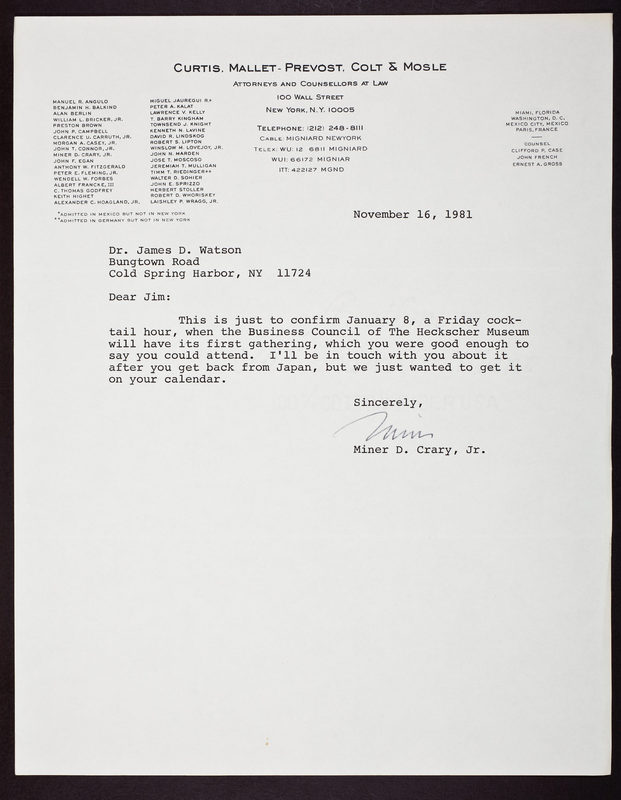 CURTIS, MALLET-PREVOST, COLT & MOSLE
ATTORNEYS AND COUNSELLORS AT LAW
100 WALL STREET
NEW YORK, N.Y. 10005
TELEPHONE: (212) 248-8111
CABLE: MIGNIARD NEWYORK
TELEX: WU: 12 6811 MIGNIARD
WUI: 66172 MIGNIAR
ITT: 422127 MGND
MANUEL R. ANGULO
BENJAMIN H. BALKIND
ALAN BERLIN
WILLIAM L. BRICKER, JR.
PRESTON BROWN
JOHN P. CAMPBELL
CLARENCE U. CARRUTH, JR.
MORGAN A. CASEY, JR.
JOHN T. CONNOR, JR.
MINER D. CRARY, JR.
JOHN F. EGAN
ANTHONY W. FITZGERALD
PETER E. FLEMING, JR.
WENDELL W. FORBES
ALBERT FRANCKE, III
C. THOMAS GODFREY
KEITH HIGHET
ALEXANDER C. HOAGLAND, JR.
MIGUEL JAUREGUI R.*
PETER A. KALAT
LAWRENCE V. KELLY
T. BARRY KINGHAM
TOWNSEND J. KNIGHT
KENNETH N. LAVINE
DAVID R. LINDSKOG
ROBERT S. LIPTON
WINSLOW M. LOVEJOY, JR.
JOHN N. MARDEN
JOSE T. MOSCOSO
JEREMIAH T. MULLIGAN
TIMM T. RIEDINGER**
WALTER D. SOHIER
JOHN E. SPRIZZO
HERBERT STOLLER
ROBERT D. WHORISKEY
LAISHLEY P. WRAGG, JR.
*ADMITTED IN MEXICO BUT NOT IN NEW YORK
**ADMITTED IN GERMANY BUT NOT IN NEW YORK
MIAMI, FLORIDA
WASHINGTON, D. C.
MEXICO CITY, MEXICO
PARIS, FRANCE
COUNSEL
CLIFFORD P. CASE
JOHN FRENCH
ERNEST A. GROSS
November 16, 1981
Dr. James D. Watson
Bungtown Road
Cold Spring Harbor, NY 11724
Dear Jim:
This is just to confirm January 8, a Friday cock-
tail hour, when the Business Council of The Heckscher Museum
will have its first gathering, which you were good enough to
say you could attend. I'll be in touch with you about it
after you get back from Japan, but we just wanted to get it
on your calendar.
Sincerely,
Miner
Miner D. Crary, Jr.